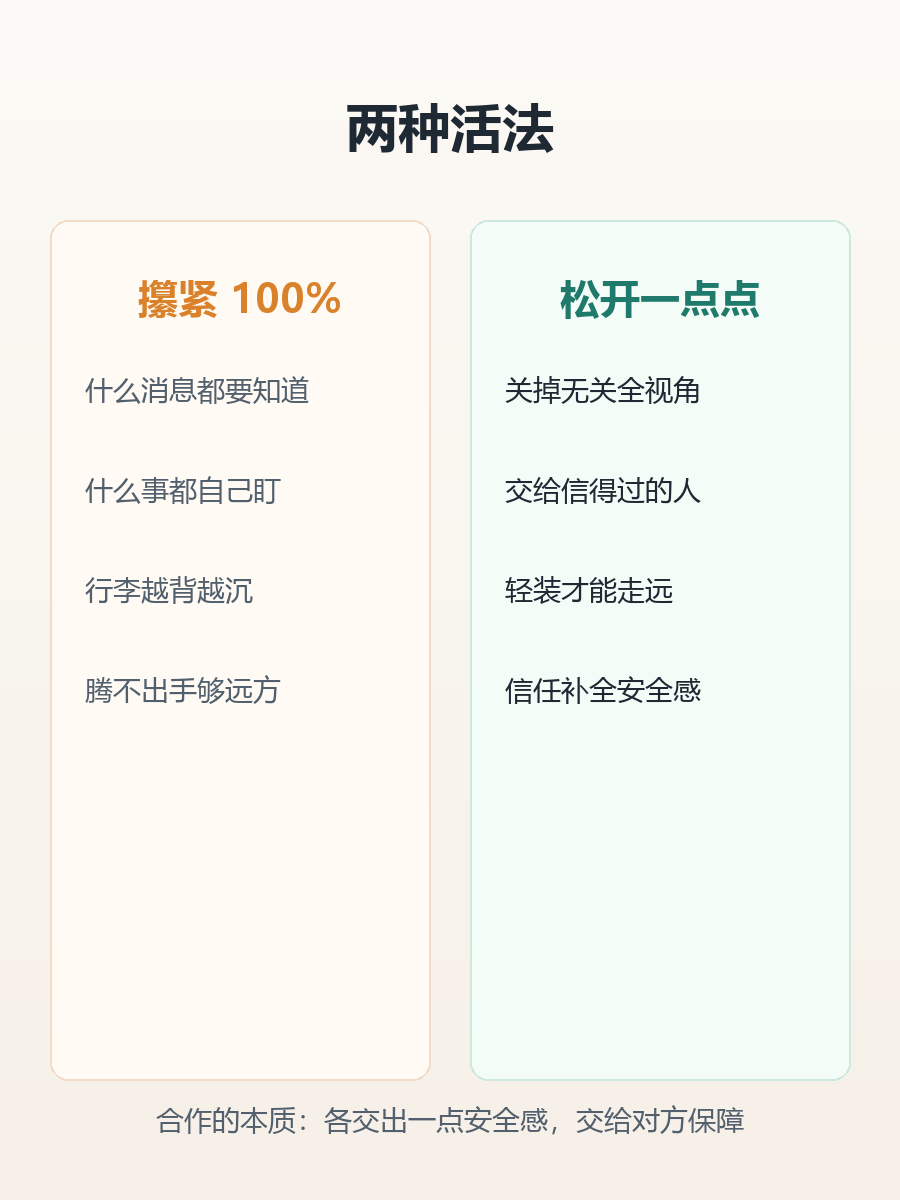 两种活法
攥紧 100%
什么消息都要知道
什么事都自己盯
行李越背越沉
腾不出手够远方
松开一点点
关掉无关全视角
交给信得过的人
轻装才能走远
信任补全安全感
合作的本质：各交出一点安全感，交给对方保障